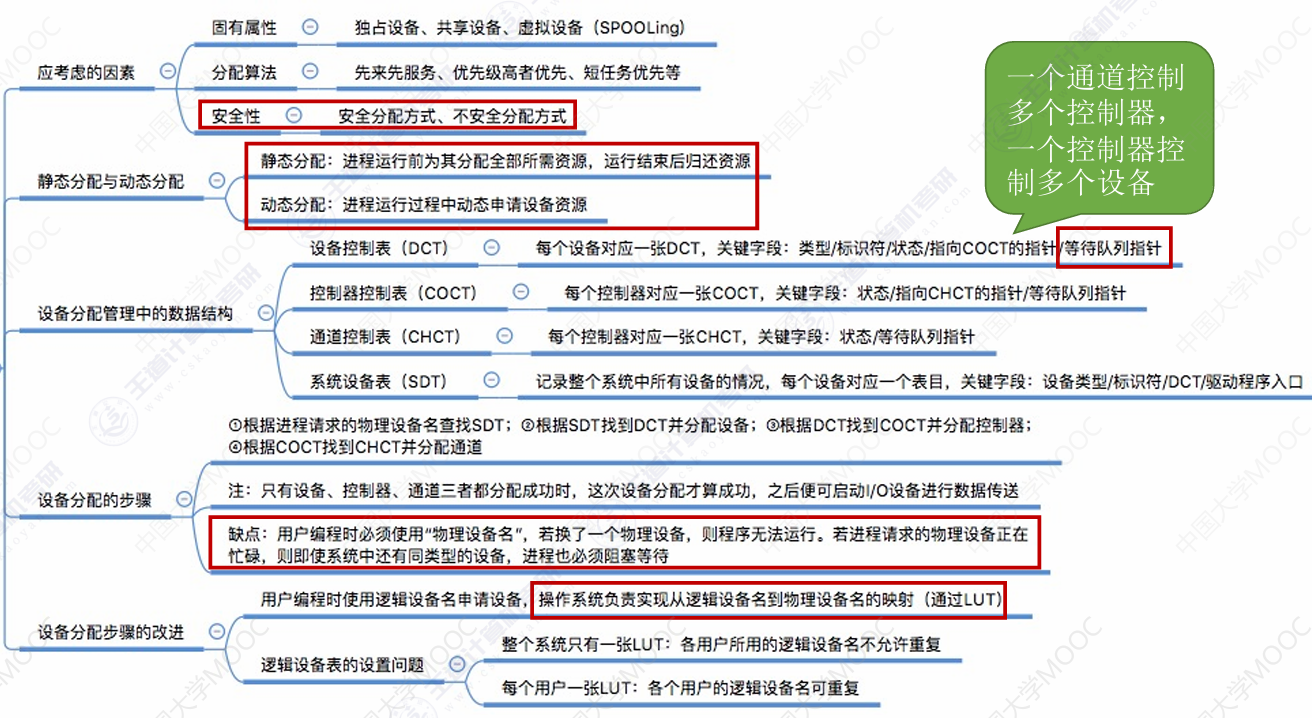 固有属性
独占设备、共享设备、虚拟设备（SPOOLing）
应考虑的因素
分配算法
先来先服务、优先级高者优先、短任务优先等
安全性
安全分配方式、不安全分配方式
一个通道控制
多个控制器，
一个控制器控
制多个设备
静态分配与动态分配
静态分配：进程运行前为其分配全部所需资源，运行结束后归还资源
动态分配：进程运行过程中动态申请设备资源
设备分配管理中的数据结构
设备控制表（DCT）
每个设备对应一张DCT，关键字段：类型/标识符/状态/指向COCT的指针/等待队列指针
控制器控制表（COCT）
每个控制器对应一张COCT，关键字段：状态/指向CHCT的指针/等待队列指针
通道控制表（CHCT）
每个控制器对应一张CHCT，关键字段：状态/等待队列指针
系统设备表（SDT）
记录整个系统中所有设备的情况，每个设备对应一个表目，关键字段：设备类型/标识符/DCT/驱动程序入口
设备分配的步骤
①根据进程请求的物理设备名查找SDT；②根据SDT找到DCT并分配设备；③根据DCT找到COCT并分配控制器；
④根据COCT找到CHCT并分配通道
注：只有设备、控制器、通道三者都分配成功时，这次设备分配才算成功，之后便可启动I/O设备进行数据传送
缺点：用户编程时必须使用“物理设备名”，若换了一个物理设备，则程序无法运行。若进程请求的物理设备正在
忙碌，则即使系统中还有同类型的设备，进程也必须阻塞等待
设备分配步骤的改进
用户编程时使用逻辑设备名申请设备，操作系统负责实现从逻辑设备名到物理设备名的映射（通过LUT）
逻辑设备表的设置问题
整个系统只有一张LUT：各用户所用的逻辑设备名不允许重复
每个用户一张LUT：各个用户的逻辑设备名可重复
中国大学MOOC
王道计算机考研
www.cskaoyan.com